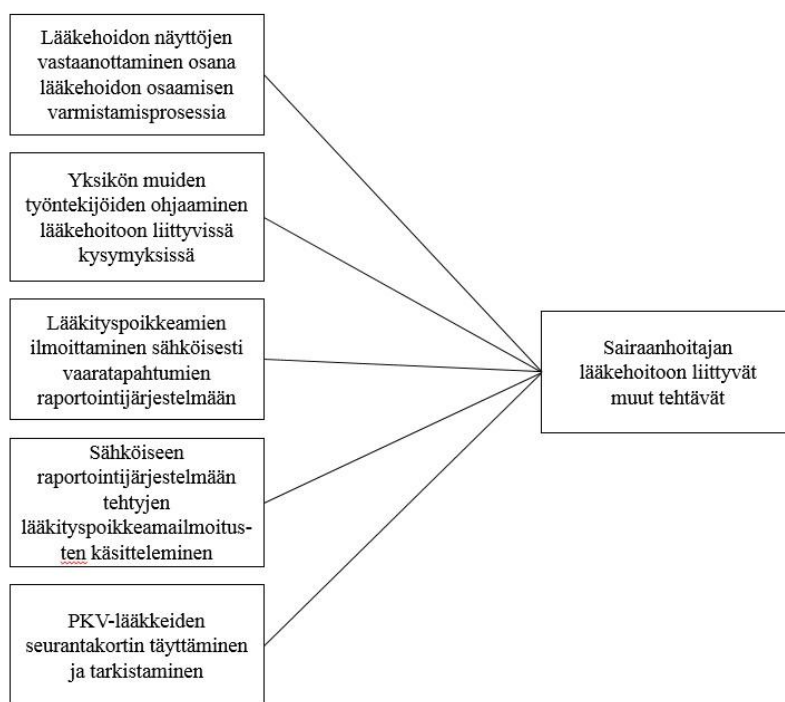 Lääkehoidon näyttöjen
vastaanottaminen osana
lääkehoidon osaamisen
varmistamisprosessia
Yksikön muiden
työntekijöiden ohjaaminen
lääkehoitoon liittyvissä
kysymyksissä
Lääkityspoikkeamien
ilmoittaminen sähköisesti
vaaratapahtumien
raportointijärjestelmään
Sähköiseen
raportointijärjestelmään
tehtyjen
lääkityspoikkeamailmoitus-
ten käsitteleminen
PKV-lääkkeiden
seurantakortin täyttäminen
ja tarkistaminen
Sairaanhoitajan
lääkehoitoon liittyvät
muut tehtävät